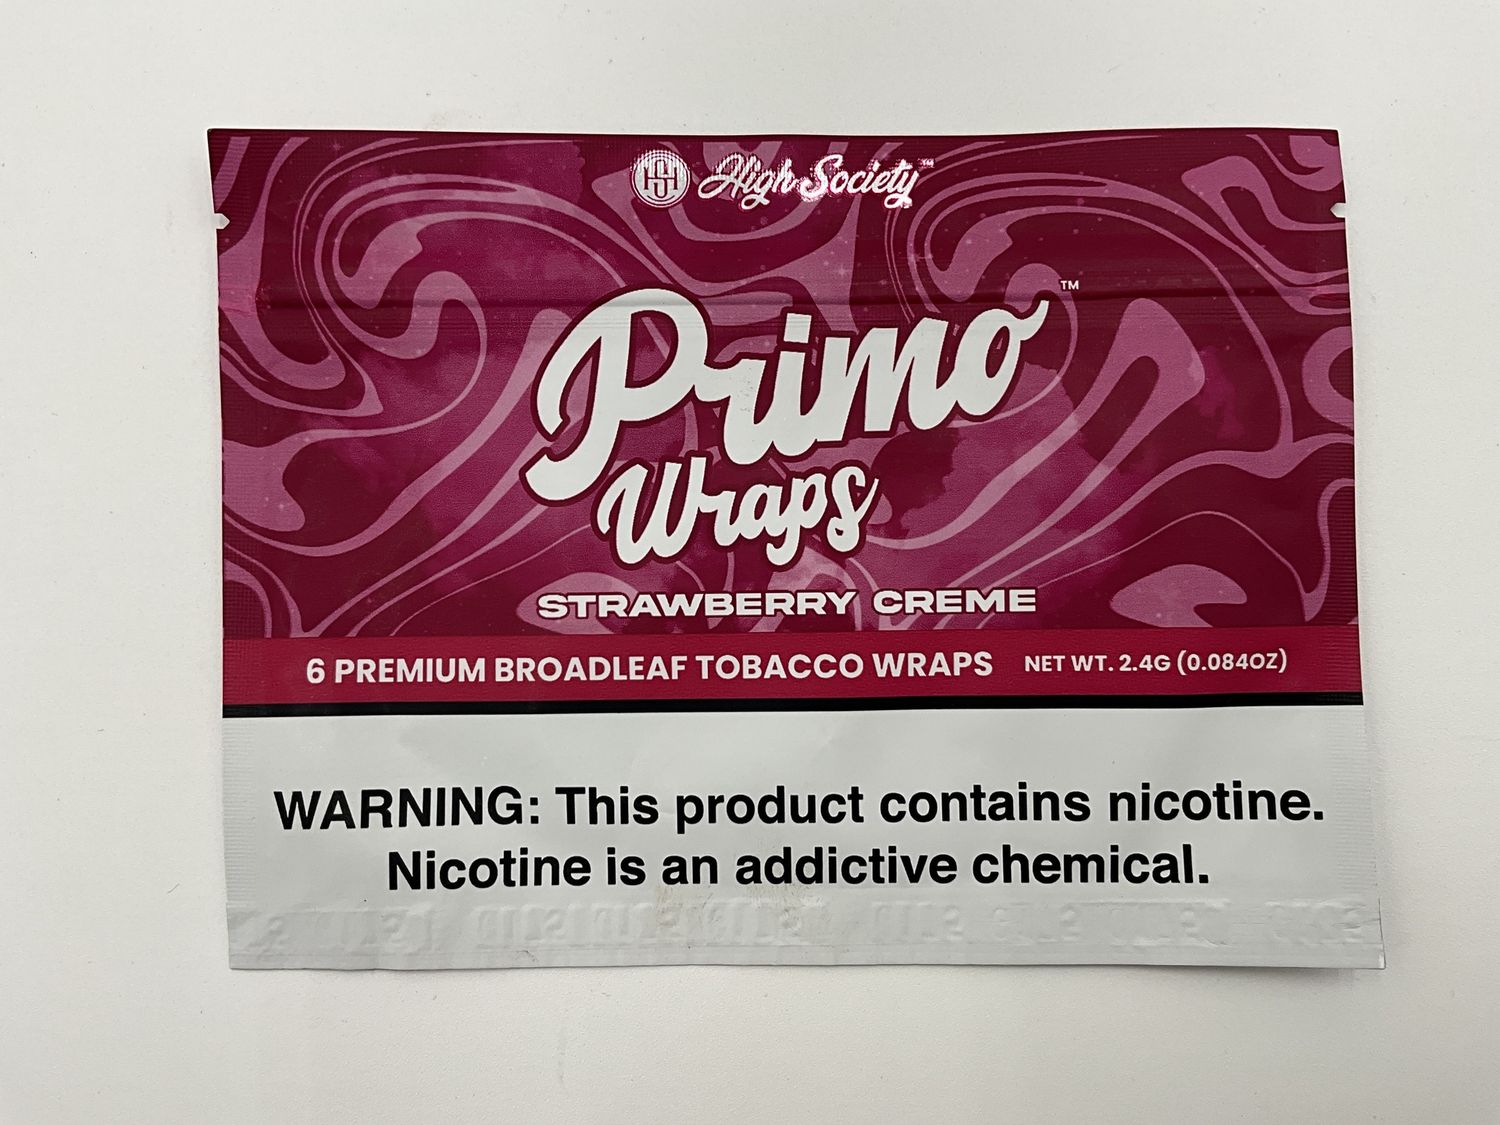 HS High Society™
Primo™
Wraps
STRAWBERRY CREME
6 PREMIUM BROADLEAF TOBACCO WRAPS NET WT. 2.4G (0.084OZ)
WARNING: This product contains nicotine.
Nicotine is an addictive chemical.